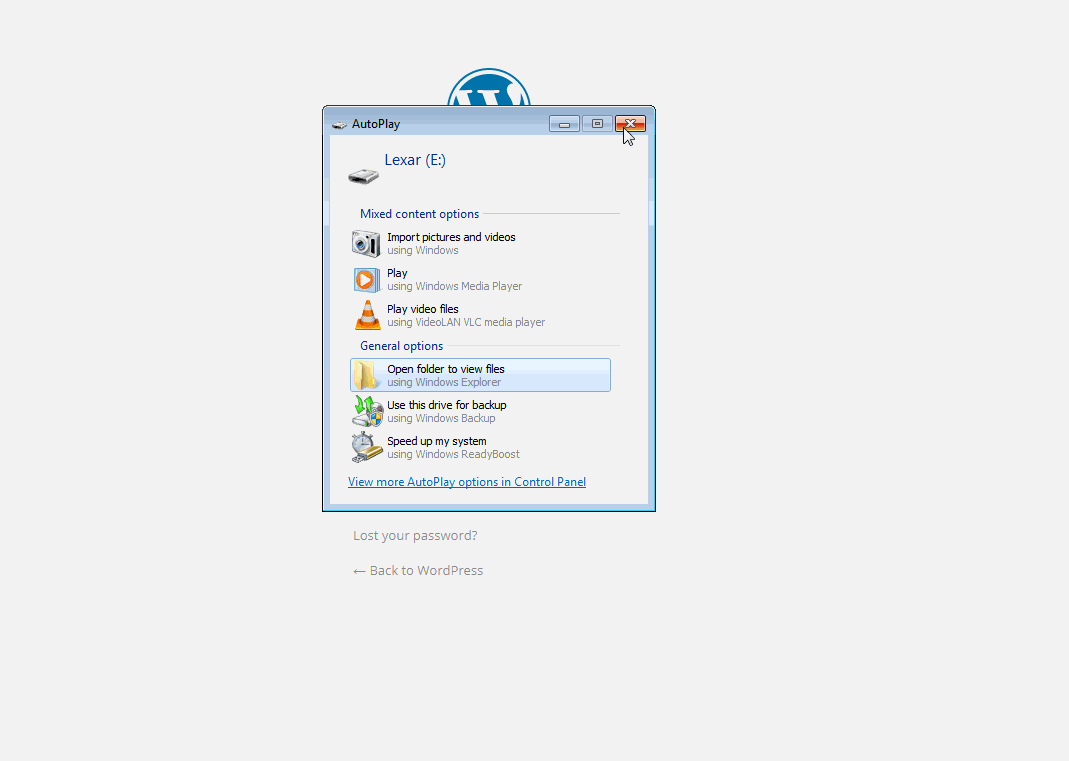 AutoPlay
Lexar (E:)
Mixed content options
Import pictures and videos
using Windows
Play
using Windows Media Player
Play video files
using VideoLAN VLC media player
General options
Open folder to view files
using Windows Explorer
Use this drive for backup
using Windows Backup
Speed up my system
using Windows ReadyBoost
View more AutoPlay options in Control Panel
Lost your password?
← Back to WordPress